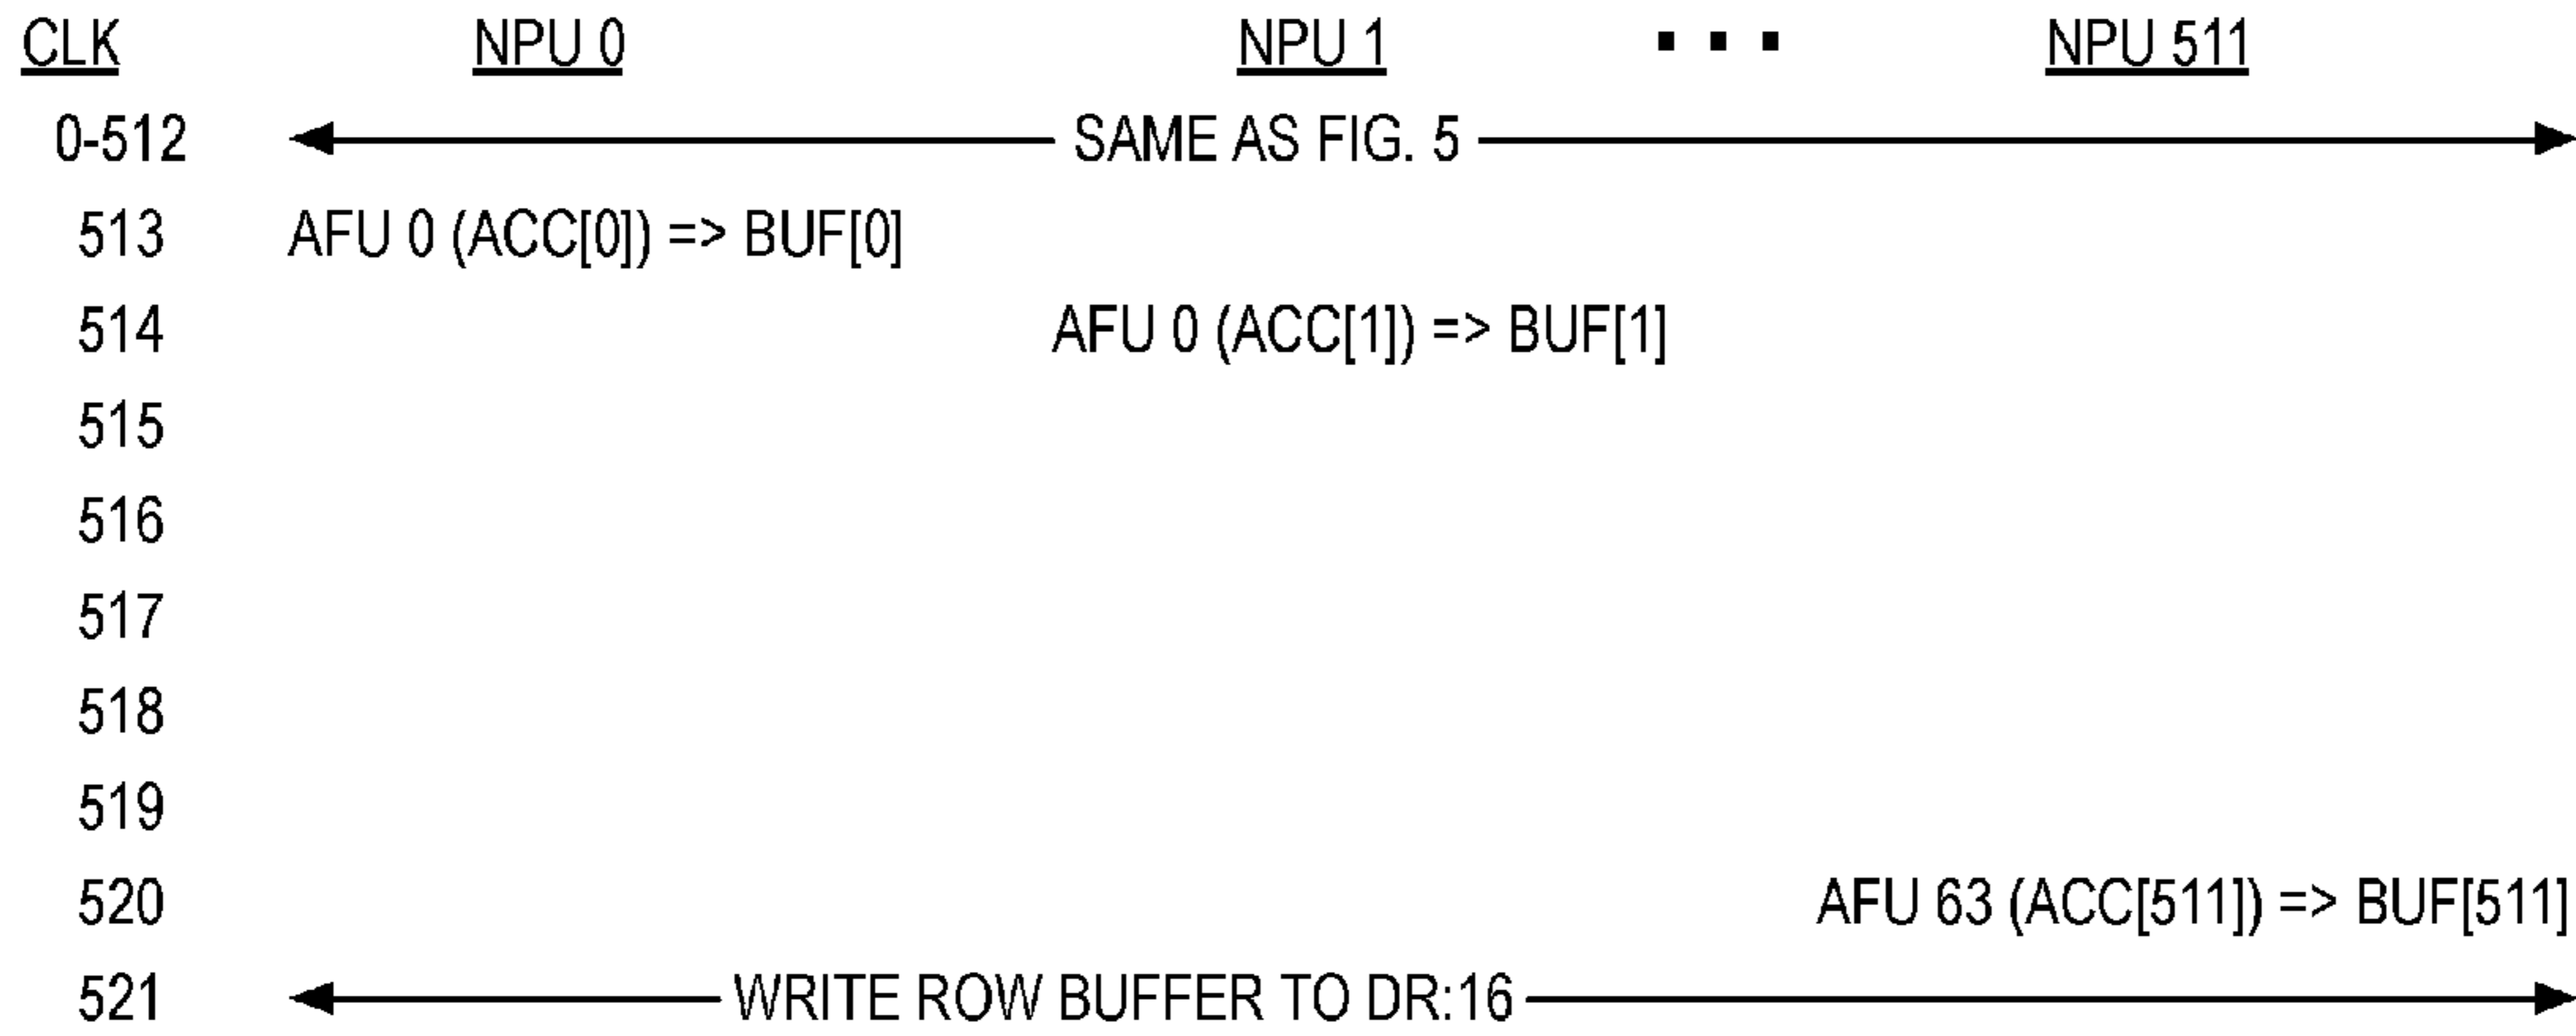 CLK NPU 0 NPU 1 ... NPU 511
0-512 SAME AS FIG. 5
513 AFU 0 (ACC[0]) => BUF[0]
514 AFU 0 (ACC[1]) => BUF[1]
515
516
517
518
519
520 AFU 63 (ACC[511]) => BUF[511]
521 WRITE ROW BUFFER TO DR:16